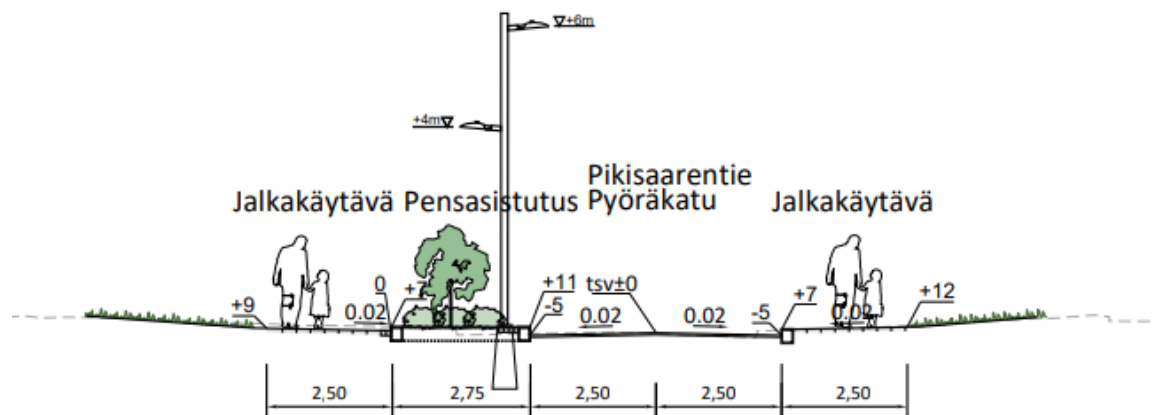 ▽+6m
+4m▽
Pikisaarentie
Jalkakäytävä Pensasistutus Pyöräkatu Jalkakäytävä
+9 0.02 0 +7 +11 -5 tsv±0 0.02 0.02 -5 +7 0.02 +12
2,50 2,75 2,50 2,50 2,50